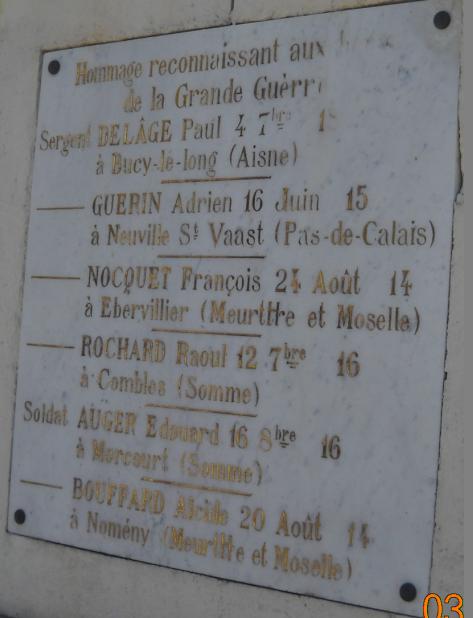 Hommage reconnaissant aux
de la Grande Guerr
Sergent DELÂGE Paul 4 7bre 1
à Bucy-le-long (Aisne)
— GUERIN Adrien 16 Juin 15
à Neuville St Vaast (Pas-de-Calais)
— NOCQUET François 24 Août 14
à Ebervillier (Meurthe et Moselle)
— ROCHARD Raoul 12 7bre 16
à Combles (Somme)
Soldat AUGER Edouard 16 8bre 16
à Morcourt (Somme)
— BOUFFARD Alcide 20 Août 14
à Nomény (Meurthe et Moselle)
03